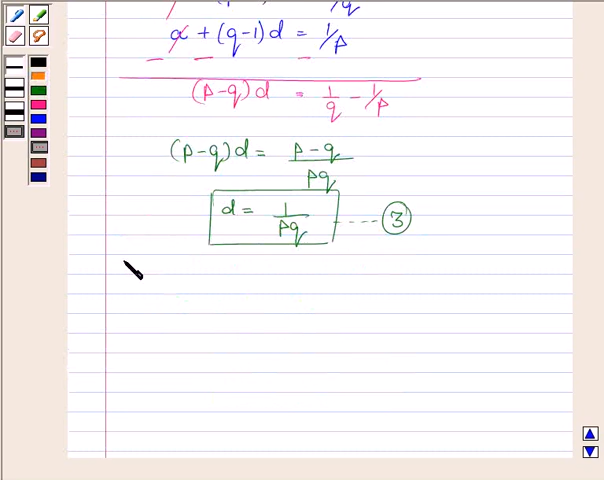 /q
a + (q-1)d = 1/p
(p-q)d = 1/q - 1/p
(p-q)d = (p-q)/pq
d = 1/pq ---- 3